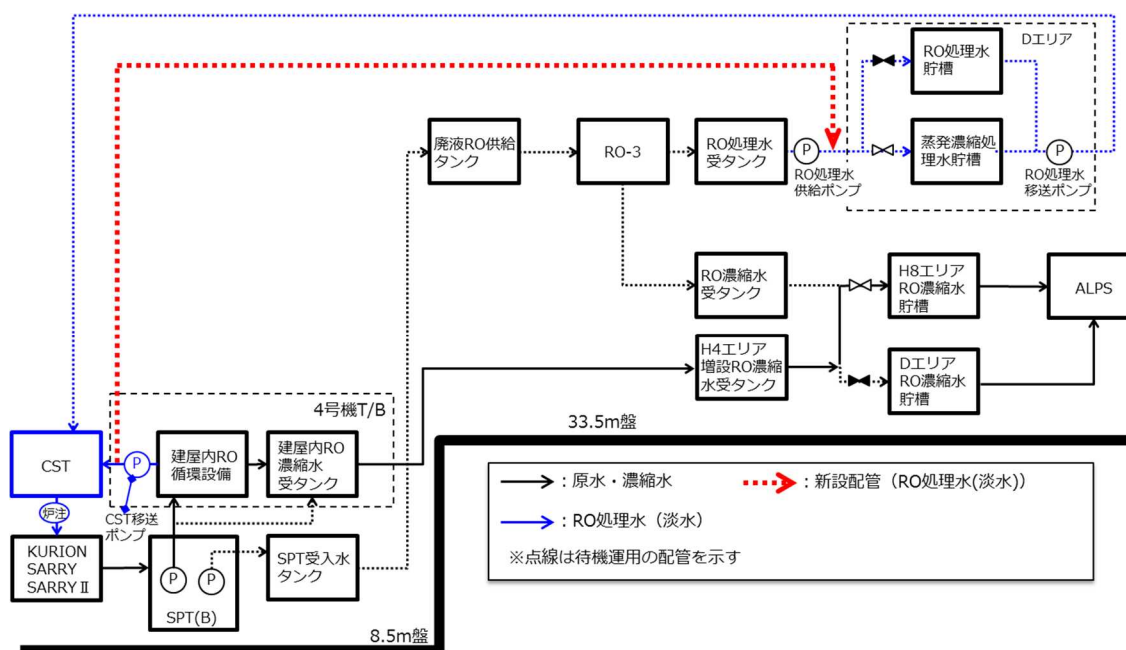 Dエリア
RO処理水
貯槽
廃液RO供給
タンク
RO-3
RO処理水
受タンク
P
RO処理水
供給ポンプ
蒸発濃縮処
理水貯槽
P
RO処理水
移送ポンプ
RO濃縮水
受タンク
H8エリア
RO濃縮水
貯槽
ALPS
H4エリア
増設RO濃縮
水受タンク
Dエリア
RO濃縮水
貯槽
33.5m盤
4号機T/B
CST
P
建屋内RO
循環設備
建屋内RO
濃縮水
受タンク
炉注
CST移送
ポンプ
KURION
SARRY
SARRYⅡ
P
P
SPT(B)
SPT受入水
タンク
8.5m盤
：原水・濃縮水
：新設配管（RO処理水(淡水)）
：RO処理水（淡水）
※点線は待機運用の配管を示す